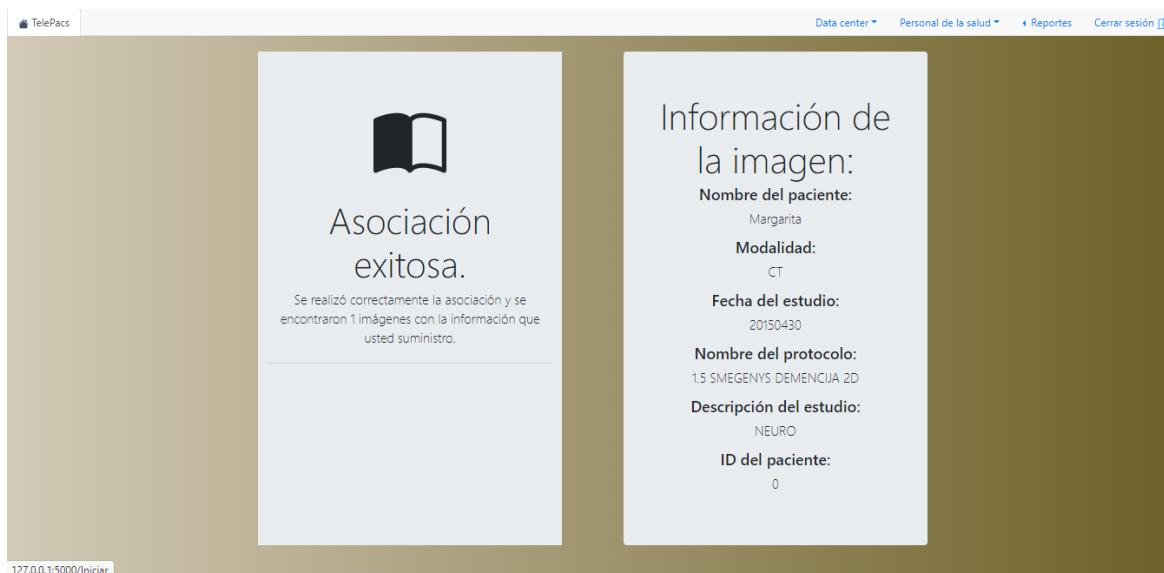 TelePacs
Data center
Personal de la salud
Reportes
Cerrar sesión
Asociación
exitosa.
Se realizó correctamente la asociación y se
encontraron 1 imágenes con la información que
usted suministro.
Información de
la imagen:
Nombre del paciente:
Margarita
Modalidad:
CT
Fecha del estudio:
20150430
Nombre del protocolo:
1.5 SMEGENYS DEMENCIJA 2D
Descripción del estudio:
NEURO
ID del paciente:
0
127.0.0.1:5000/Iniciar